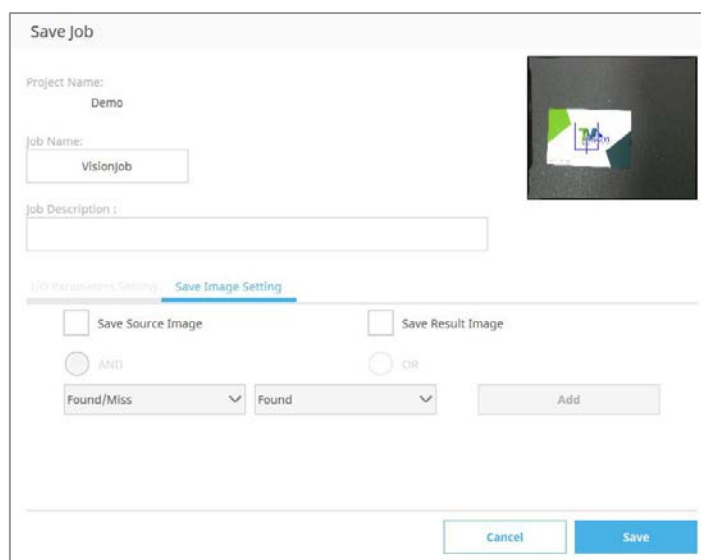 Save Job
Project Name:
Demo
Job Name:
VisionJob
Job Description :
I/O Parameters Setting Save Image Setting
Save Source Image Save Result Image
AND OR
Found/Miss Found Add
Cancel Save